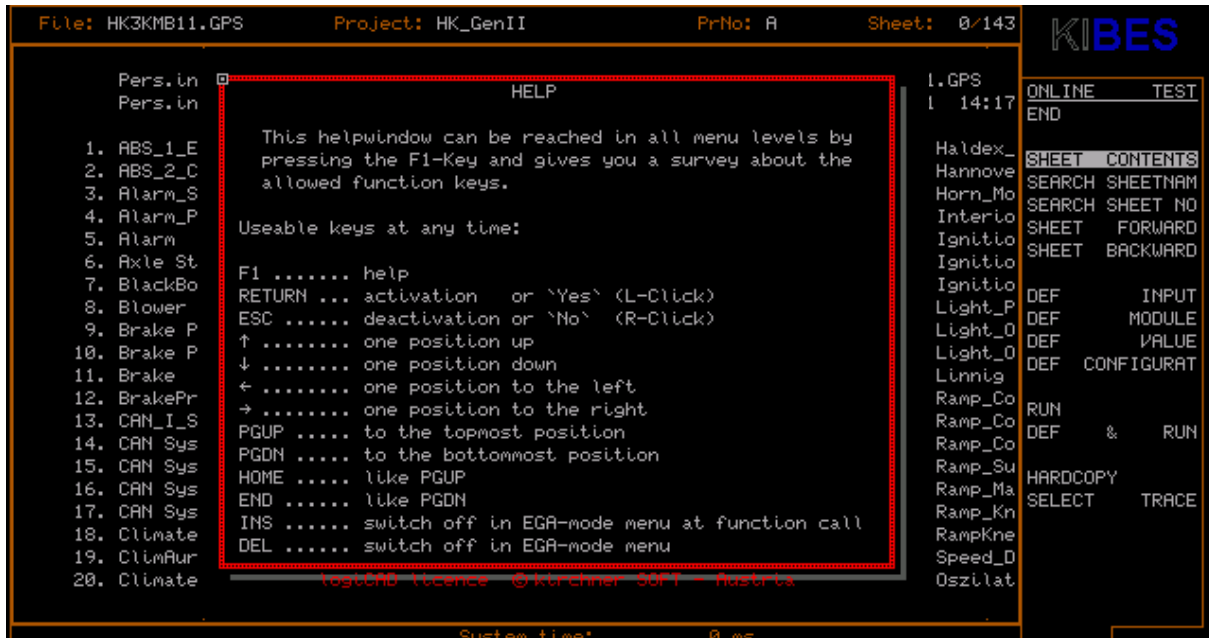 File: HK3KMB11.GPS Project: HK_GenII PrNo: A Sheet: 0/143
KIBES
Pers.in 1.GPS
Pers.in 1 14:17
HELP
This helpwindow can be reached in all menu levels by
pressing the F1-Key and gives you a survey about the
allowed function keys.
Useable keys at any time:
F1 ....... help
RETURN ... activation or `Yes` (L-Click)
ESC ...... deactivation or `No` (R-Click)
↑ ........ one position up
↓ ........ one position down
← ........ one position to the left
→ ........ one position to the right
PGUP ..... to the topmost position
PGDN ..... to the bottommost position
HOME ..... like PGUP
END ...... like PGDN
INS ...... switch off in EGA-mode menu at function call
DEL ...... switch off in EGA-mode menu
logiCAD licence © kirchner SOFT - Austria
1. ABS_1_E
2. ABS_2_C
3. Alarm_S
4. Alarm_P
5. Alarm
6. Axle St
7. BlackBo
8. Blower
9. Brake P
10. Brake P
11. Brake
12. BrakePr
13. CAN_I_S
14. CAN Sys
15. CAN Sys
16. CAN Sys
17. CAN Sys
18. Climate
19. ClimAur
20. Climate
Haldex_
Hannove
Horn_Mo
Interio
Ignitio
Ignitio
Ignitio
Light_P
Light_O
Light_O
Linnig
Ramp_Co
Ramp_Co
Ramp_Co
Ramp_Su
Ramp_Ma
Ramp_Kn
RampKne
Speed_D
Oszilat
ONLINE TEST
END
SHEET CONTENTS
SEARCH SHEETNAM
SEARCH SHEET NO
SHEET FORWARD
SHEET BACKWARD
DEF INPUT
DEF MODULE
DEF VALUE
DEF CONFIGURAT
RUN
DEF & RUN
HARDCOPY
SELECT TRACE
System time: 0 ms